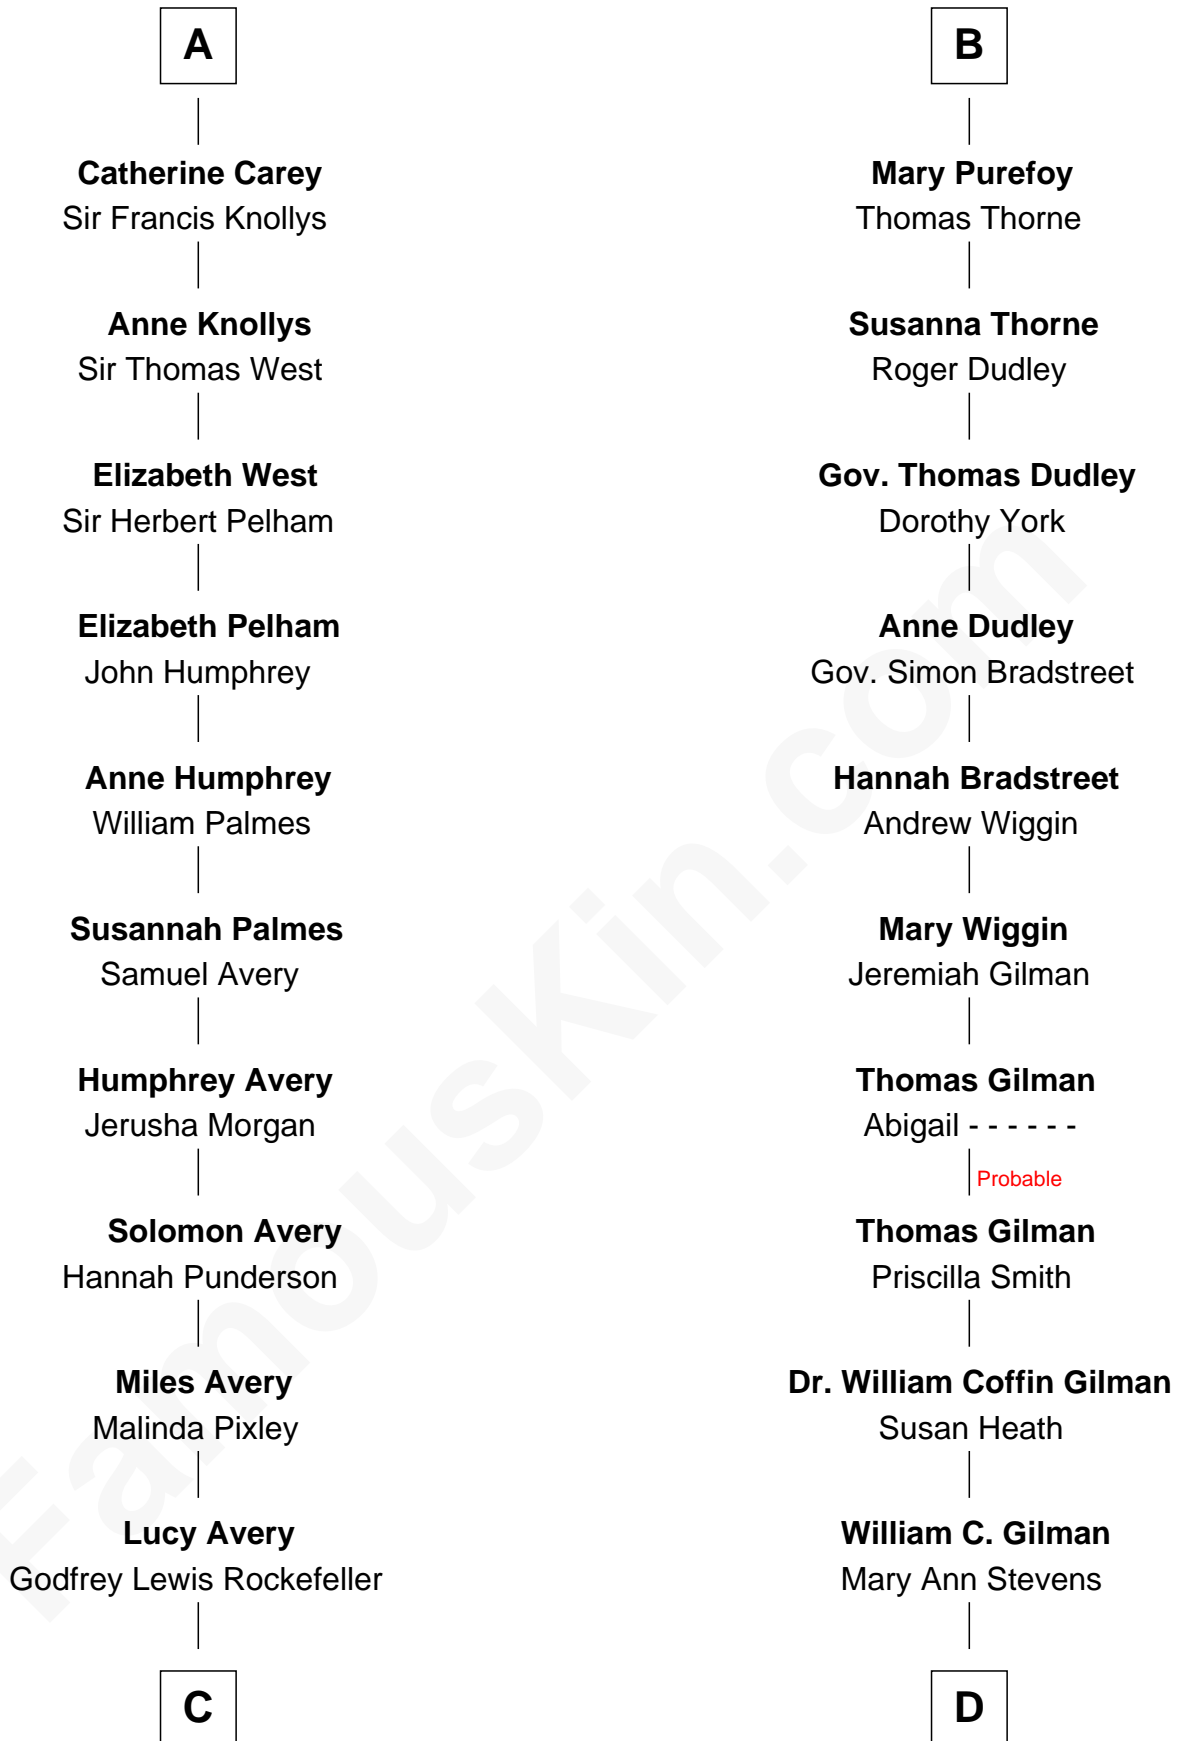 A
Catherine Carey
Sir Francis Knollys
Anne Knollys
Sir Thomas West
Elizabeth West
Sir Herbert Pelham
Elizabeth Pelham
John Humphrey
Anne Humphrey
William Palmes
Susannah Palmes
Samuel Avery
Humphrey Avery
Jerusha Morgan
Solomon Avery
Hannah Punderson
Miles Avery
Malinda Pixley
Lucy Avery
Godfrey Lewis Rockefeller
C
B
Mary Purefoy
Thomas Thorne
Susanna Thorne
Roger Dudley
Gov. Thomas Dudley
Dorothy York
Anne Dudley
Gov. Simon Bradstreet
Hannah Bradstreet
Andrew Wiggin
Mary Wiggin
Jeremiah Gilman
Thomas Gilman
Abigail - - - - - -
Probable
Thomas Gilman
Priscilla Smith
Dr. William Coffin Gilman
Susan Heath
William C. Gilman
Mary Ann Stevens
D
FamousKin.com